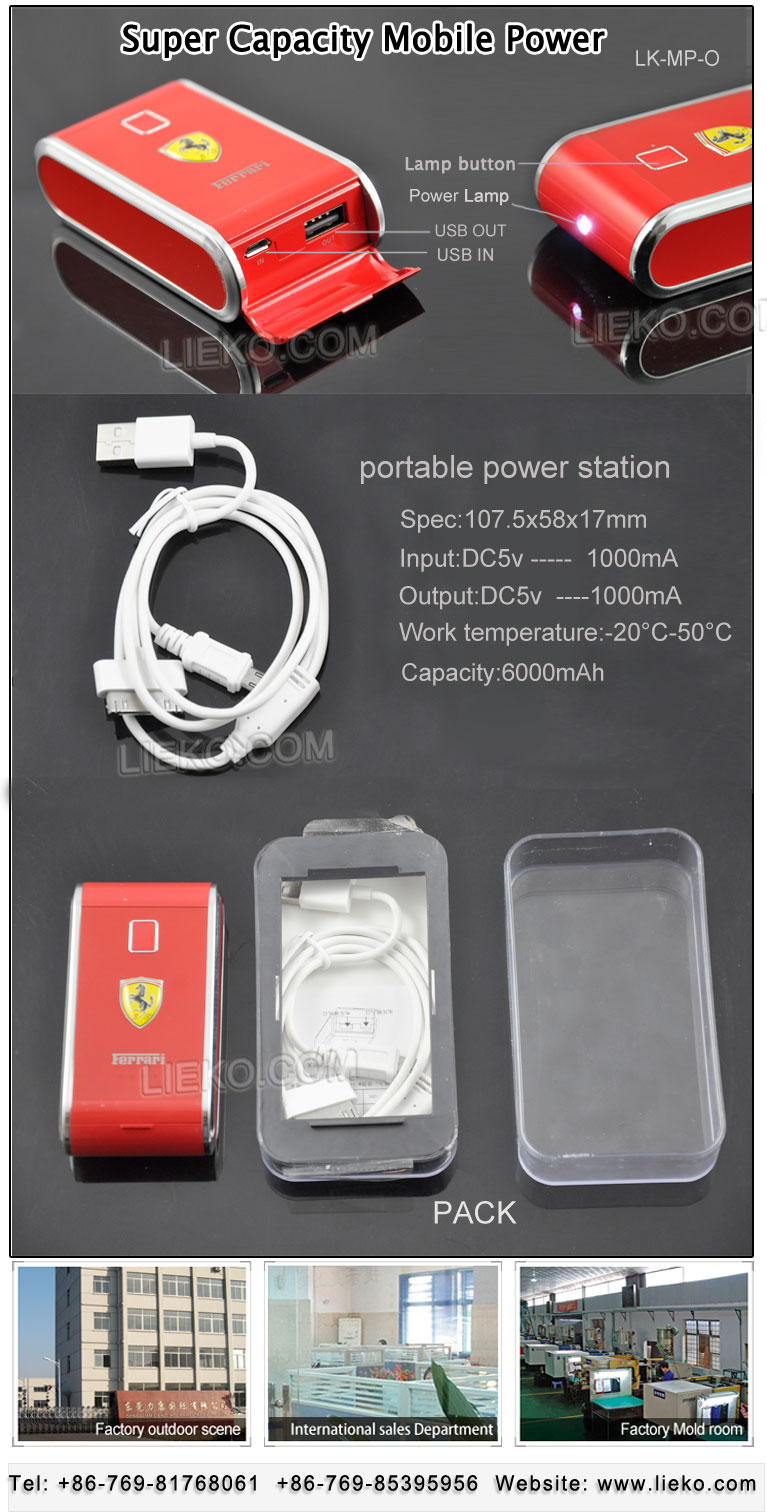 Super Capacity Mobile Power
LK-MP-O
Lamp button
Power Lamp
USB OUT
USB IN
IN
OUT
Ferrari
LIEKO.COM
LIEKO.CO
portable power station
Spec:107.5x58x17mm
Input:DC5v ----- 1000mA
Output:DC5v ----1000mA
Work temperature:-20°C-50°C
Capacity:6000mAh
LIEKO.COM
Ferrari
LIEKO.COM
PACK
Factory outdoor scene
International sales Department
Factory Mold room
Tel: +86-769-81768061 +86-769-85395956 Website: www.lieko.com